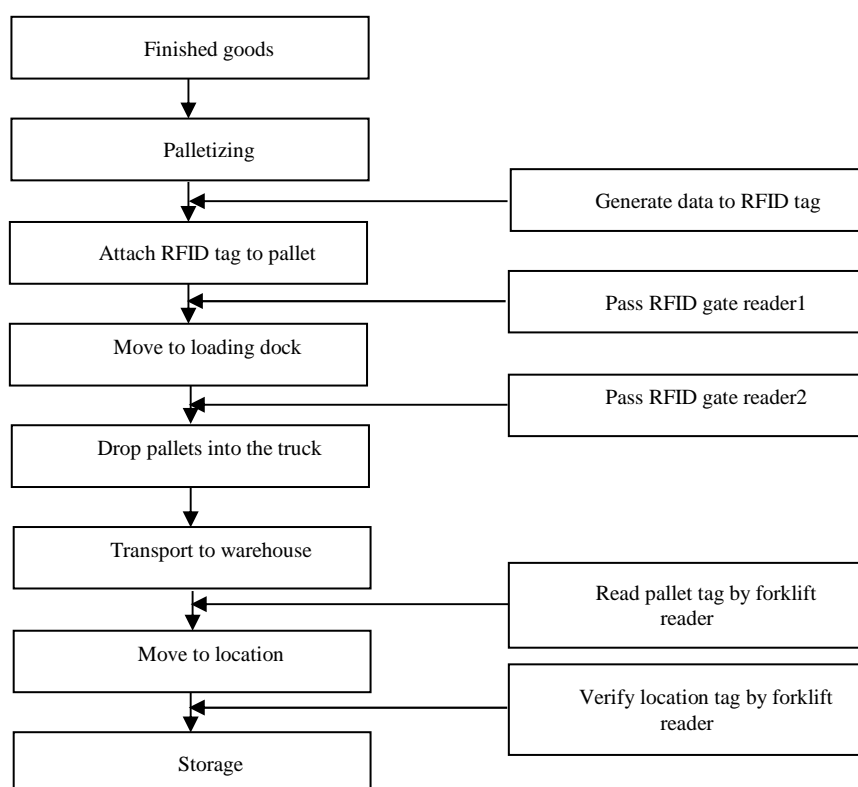 Finished goods
Palletizing
Generate data to RFID tag
Attach RFID tag to pallet
Pass RFID gate reader1
Move to loading dock
Pass RFID gate reader2
Drop pallets into the truck
Transport to warehouse
Read pallet tag by forklift
reader
Move to location
Verify location tag by forklift
reader
Storage